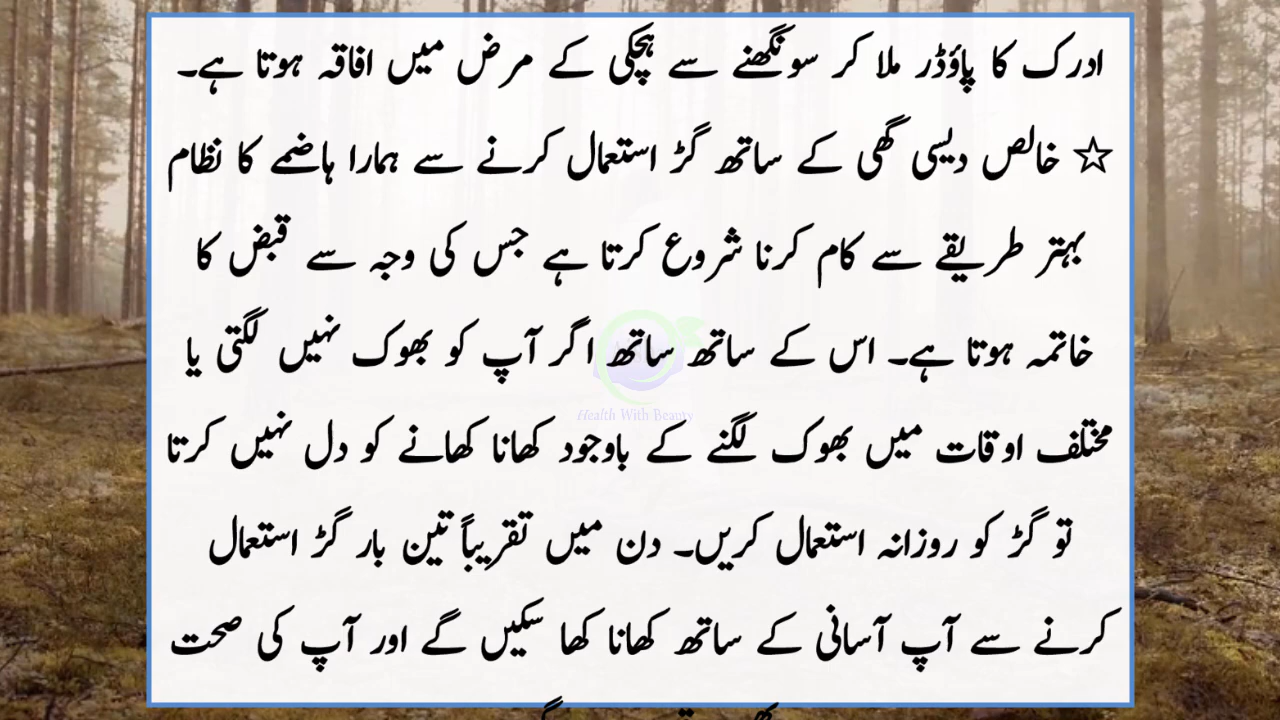 ادرک کا پاؤڈر ملا کر سونگھنے سے ہچکی کے مرض میں افاقہ ہوتا ہے۔
☆ خالص دیسی گھی کے ساتھ گڑ استعمال کرنے سے ہمارا ہاضمے کا نظام
بہتر طریقے سے کام کرنا شروع کرتا ہے جس کی وجہ سے قبض کا
خاتمہ ہوتا ہے۔ اس کے ساتھ ساتھ اگر آپ کو بھوک نہیں لگتی یا
Health With Beauty
مختلف اوقات میں بھوک لگنے کے باوجود کھانا کھانے کو دل نہیں کرتا
تو گڑ کو روزانہ استعمال کریں۔ دن میں تقریباً تین بار گڑ استعمال
کرنے سے آپ آسانی کے ساتھ کھانا کھا سکیں گے اور آپ کی صحت